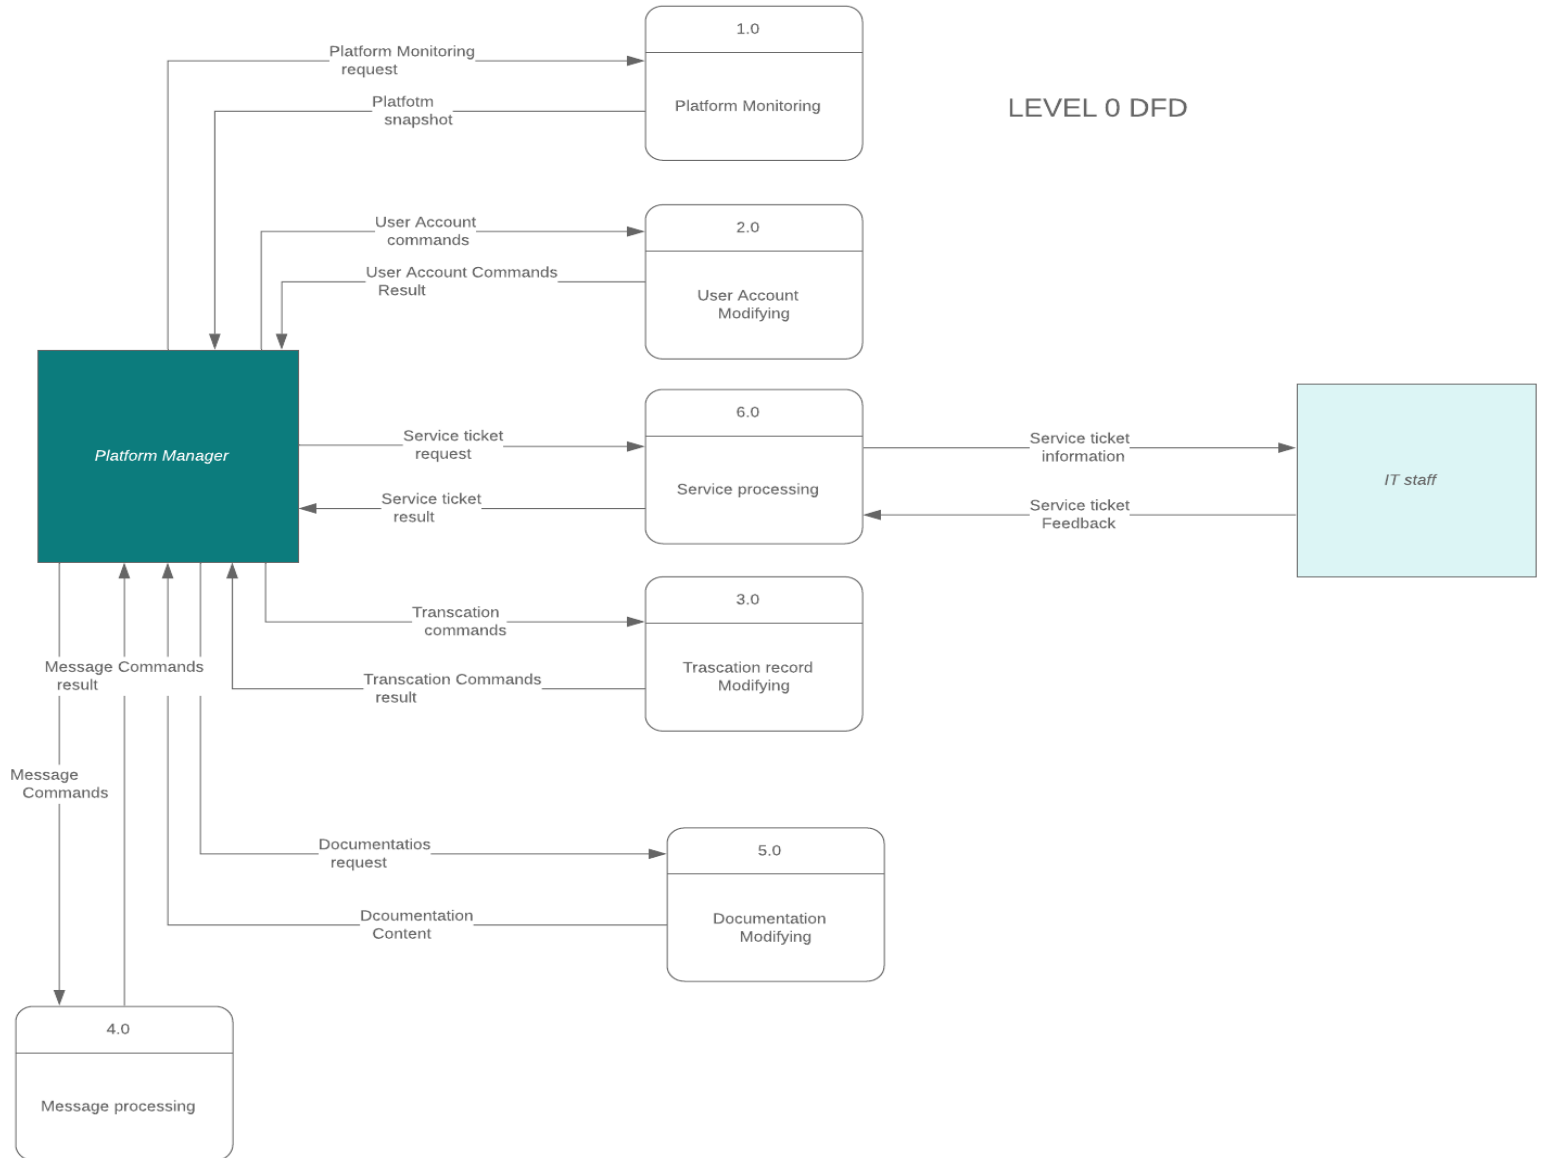 1.0
Platform Monitoring
request
Platfotm
snapshot
Platform Monitoring
LEVEL 0 DFD
2.0
User Account
commands
User Account Commands
Result
User Account
Modifying
6.0
Service ticket
request
Service ticket
information
Platform Manager
IT staff
Service processing
Service ticket
result
Service ticket
Feedback
3.0
Transcation
commands
Trascation record
Modifying
Message Commands
result
Transcation Commands
result
Message
Commands
5.0
Documentatios
request
Dcoumentation
Content
Documentation
Modifying
4.0
Message processing